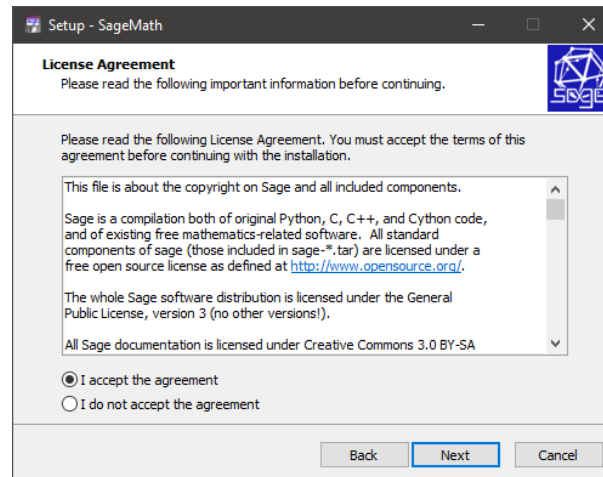 Setup - SageMath
License Agreement
Please read the following important information before continuing.
sage
Please read the following License Agreement. You must accept the terms of this
agreement before continuing with the installation.
This file is about the copyright on Sage and all included components.
Sage is a compilation both of original Python, C, C++, and Cython code,
and of existing free mathematics-related software.  All standard
components of sage (those included in sage-*.tar) are licensed under a
free open source license as defined at http://www.opensource.org/.
The whole Sage software distribution is licensed under the General
Public License, version 3 (no other versions!).
All Sage documentation is licensed under Creative Commons 3.0 BY-SA
I accept the agreement
I do not accept the agreement
Back Next Cancel